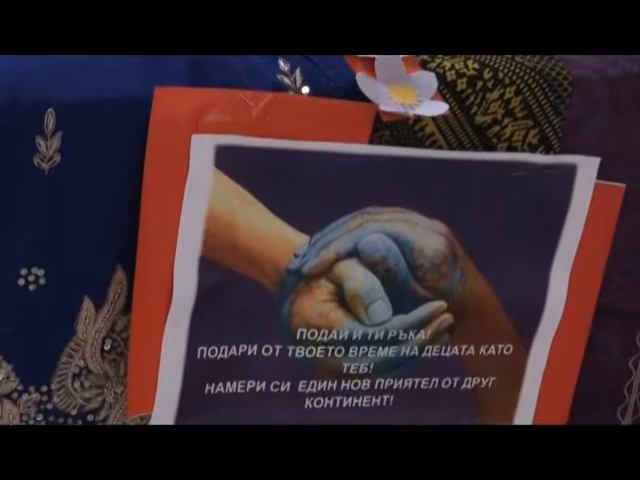 ПОДАЙ И ТИ РЪКА!
ПОДАРИ ОТ ТВОЕТО ВРЕМЕ НА ДЕЦАТА КАТО
ТЕБ!
НАМЕРИ СИ ЕДИН НОВ ПРИЯТЕЛ ОТ ДРУГ
КОНТИНЕНТ!